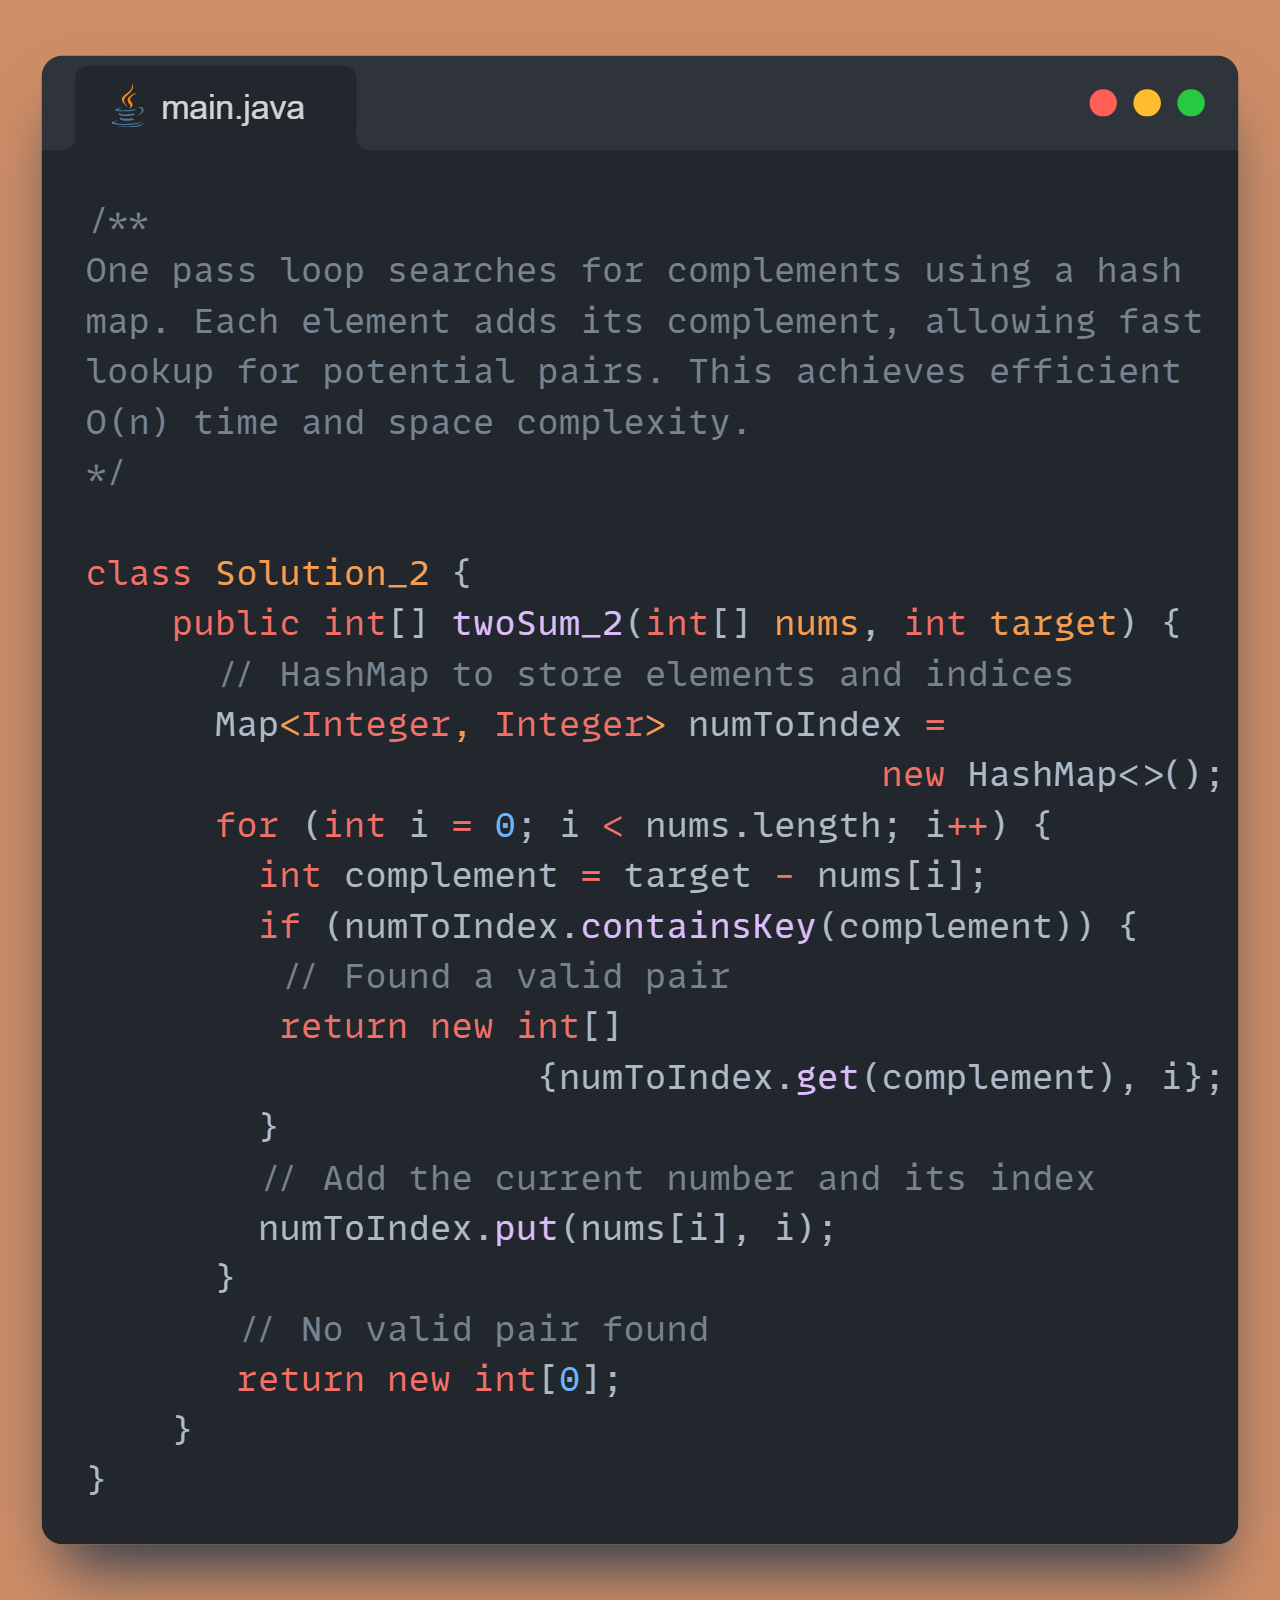 main.java
/**
One pass loop searches for complements using a hash
map. Each element adds its complement, allowing fast
lookup for potential pairs. This achieves efficient
O(n) time and space complexity.
*/
class Solution_2 {
    public int[] twoSum_2(int[] nums, int target) {
      // HashMap to store elements and indices
      Map<Integer, Integer> numToIndex =
                                     new HashMap<>();
      for (int i = 0; i < nums.length; i++) {
        int complement = target - nums[i];
        if (numToIndex.containsKey(complement)) {
         // Found a valid pair
         return new int[]
                     {numToIndex.get(complement), i};
        }
        // Add the current number and its index
        numToIndex.put(nums[i], i);
      }
       // No valid pair found
       return new int[0];
    }
}